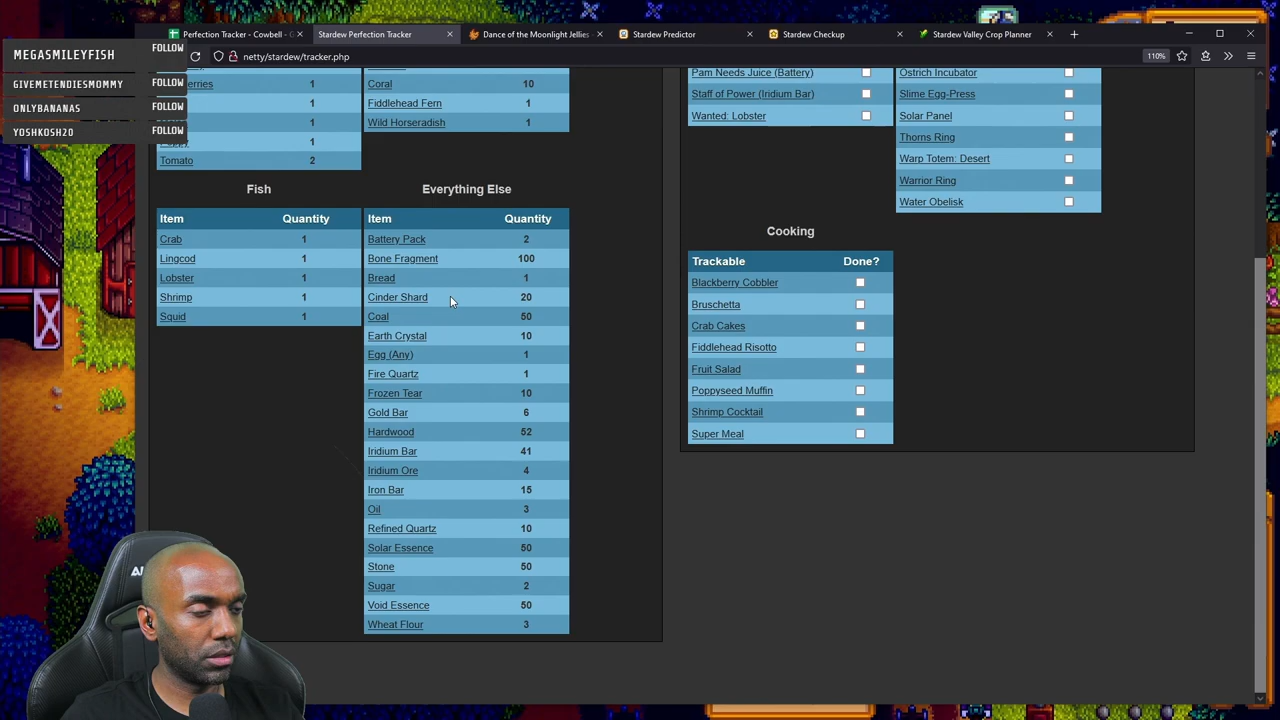 Perfection Tracker - Cowbell - G
Stardew Perfection Tracker
Dance of the Moonlight Jellies
Stardew Predictor
Stardew Checkup
Stardew Valley Crop Planner
MEGASMILEYFISH FOLLOW
GIVEMETENDIESMOMMY FOLLOW
ONLYBANANAS FOLLOW
YOSHKOSH20 FOLLOW
netty/stardew/tracker.php
110%
1
1
1
1
Tomato 2
Coral 10
Fiddlehead Fern 1
Wild Horseradish 1
Fish
Item Quantity
Crab 1
Lingcod 1
Lobster 1
Shrimp 1
Squid 1
Everything Else
Item Quantity
Battery Pack 2
Bone Fragment 100
Bread 1
Cinder Shard 20
Coal 50
Earth Crystal 10
Egg (Any) 1
Fire Quartz 1
Frozen Tear 10
Gold Bar 6
Hardwood 52
Iridium Bar 41
Iridium Ore 4
Iron Bar 15
Oil 3
Refined Quartz 10
Solar Essence 50
Stone 50
Sugar 2
Void Essence 50
Wheat Flour 3
Pam Needs Juice (Battery)
Staff of Power (Iridium Bar)
Wanted: Lobster
Ostrich Incubator
Slime Egg-Press
Solar Panel
Thorns Ring
Warp Totem: Desert
Warrior Ring
Water Obelisk
Cooking
Trackable Done?
Blackberry Cobbler
Bruschetta
Crab Cakes
Fiddlehead Risotto
Fruit Salad
Poppyseed Muffin
Shrimp Cocktail
Super Meal